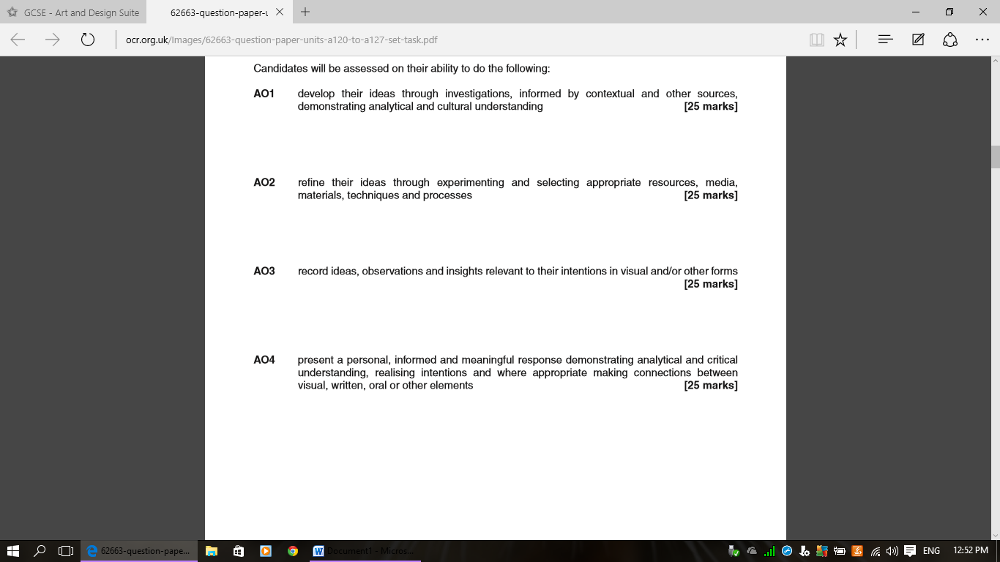 GCSE - Art and Design Suite
62663-question-paper-u
ocr.org.uk/Images/62663-question-paper-units-a120-to-a127-set-task.pdf
Candidates will be assessed on their ability to do the following:
AO1 develop their ideas through investigations, informed by contextual and other sources,
demonstrating analytical and cultural understanding [25 marks]
AO2 refine their ideas through experimenting and selecting appropriate resources, media,
materials, techniques and processes [25 marks]
AO3 record ideas, observations and insights relevant to their intentions in visual and/or other forms
[25 marks]
AO4 present a personal, informed and meaningful response demonstrating analytical and critical
understanding, realising intentions and where appropriate making connections between
visual, written, oral or other elements [25 marks]
62663-question-pape... Document1 - Micros... ENG 12:52 PM